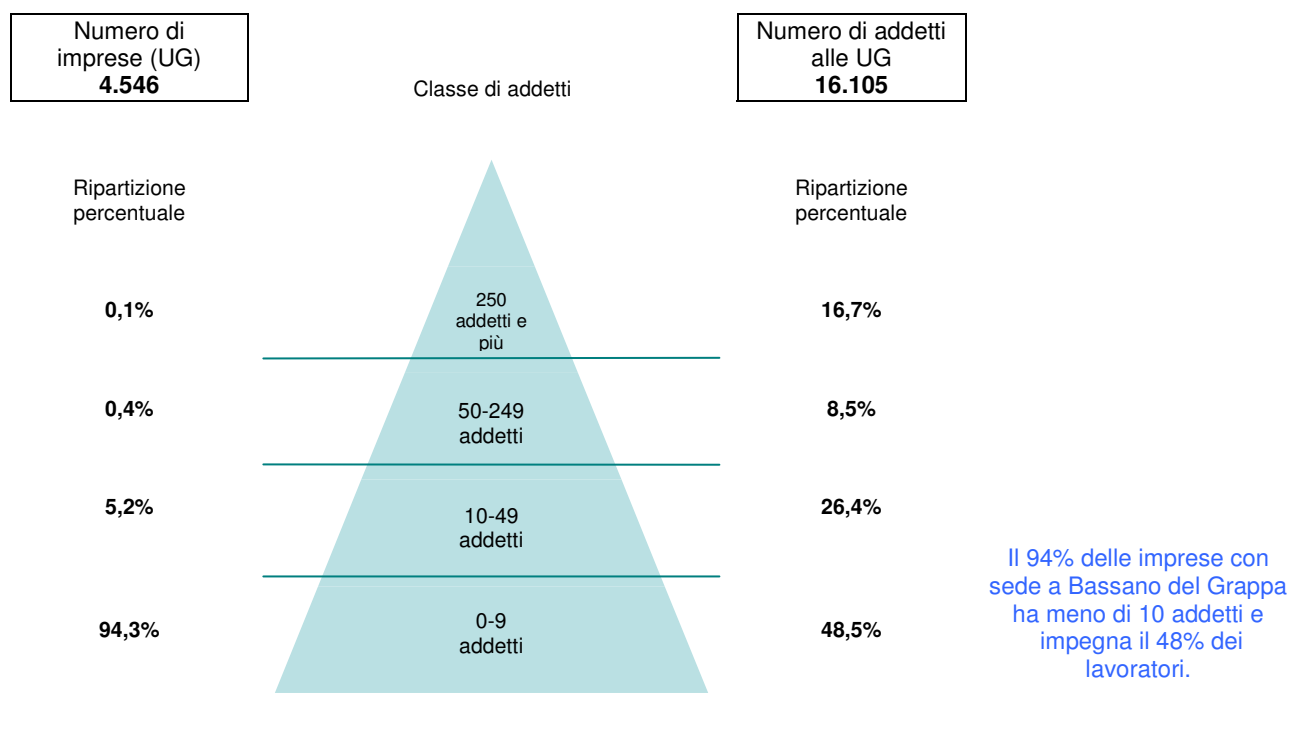 Numero di
imprese (UG)
4.546
Classe di addetti
Numero di addetti
alle UG
16.105
Ripartizione
percentuale
Ripartizione
percentuale
0,1%
250
addetti e
più
16,7%
0,4%
50-249
addetti
8,5%
5,2%
10-49
addetti
26,4%
94,3%
0-9
addetti
48,5%
Il 94% delle imprese con
sede a Bassano del Grappa
ha meno di 10 addetti e
impegna il 48% dei
lavoratori.